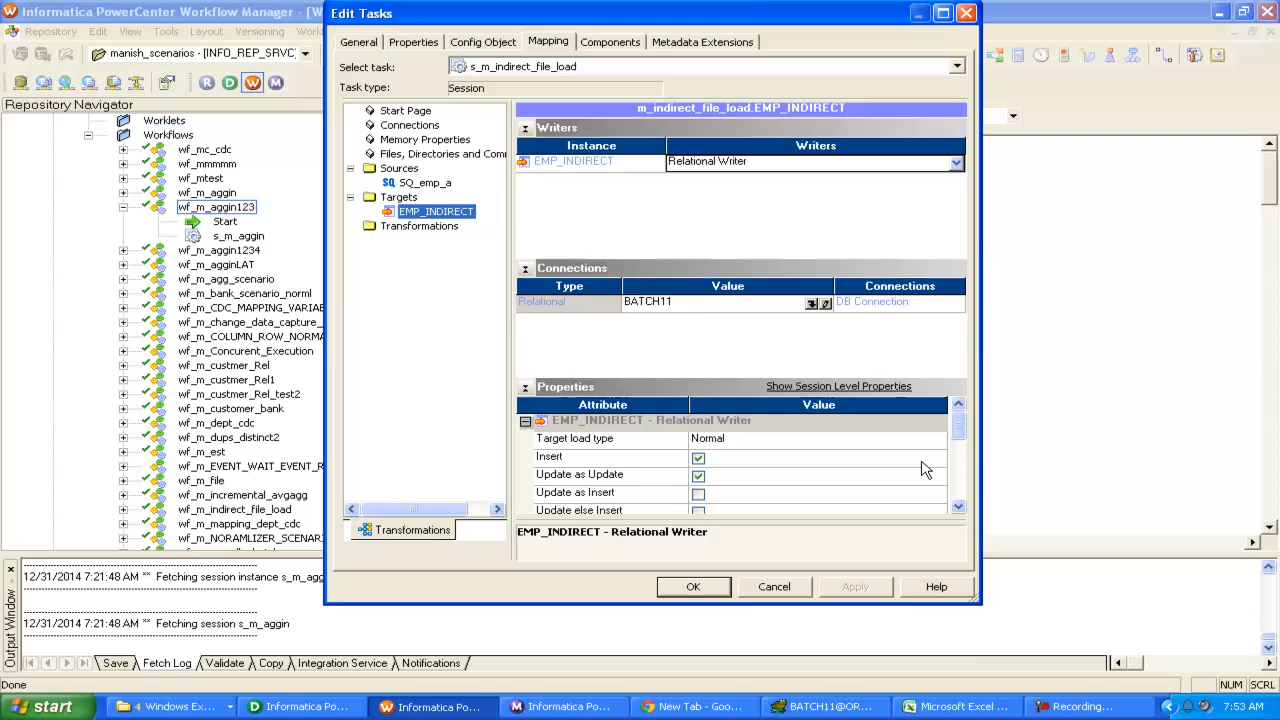 Informatica PowerCenter Workflow Manager - [W
Edit Tasks
Repository Edit View Tools Layout Versioning
manish_scenarios - (INFO_REP_SRVC
R D W M
Repository Navigator
Worklets
Workflows
wf_mc_cdc
wf_mmmm
wf_mtest
wf_m_aggin
wf_m_aggin123
Start
s_m_aggin
wf_m_aggin1234
wf_m_agginLAT
wf_m_agg_scenario
wf_m_bank_scenario_norml
wf_m_CDC_MAPPING_VARIAB
wf_m_change_data_capture_
wf_m_COLUMN_ROW_NORMA
wf_m_Concurent_Execution
wf_m_custmer_Rel
wf_m_custmer_Rel1
wf_m_custmer_Rel_test2
wf_m_customer_bank
wf_m_dept_cdc
wf_m_dups_distinct2
wf_m_est
wf_m_EVENT_WAIT_EVENT_R
wf_m_file
wf_m_incremental_avgagg
wf_m_indirect_file_load
wf_m_mapping_dept_cdc
wf_m_NORAMLIZER_SCENARI
General Properties Config Object Mapping Components Metadata Extensions
Select task: s_m_indirect_file_load
Task type: Session
Start Page
Connections
Memory Properties
Files, Directories and Com
Sources
SQ_emp_a
Targets
EMP_INDIRECT
Transformations
Transformations
m_indirect_file_load.EMP_INDIRECT
Writers
Instance Writers
EMP_INDIRECT Relational Writer
Connections
Type Value Connections
Relational BATCH11 DB Connection
Properties Show Session Level Properties
Attribute Value
EMP_INDIRECT - Relational Writer
Target load type Normal
Insert
Update as Update
Update as Insert
Update else Insert
EMP_INDIRECT - Relational Writer
OK Cancel Apply Help
Output Window
12/31/2014 7:21:48 AM ** Fetching session instance s_m_agg
12/31/2014 7:21:48 AM ** Fetching session s_m_aggin
Save Fetch Log Validate Copy Integration Service Notifications
Done NUM SCRL
start 4 Windows Ex... Informatica Po... Informatica Po... Informatica Po... New Tab - Goo... BATCH11@OR... Microsoft Excel ... Recording... 7:53 AM